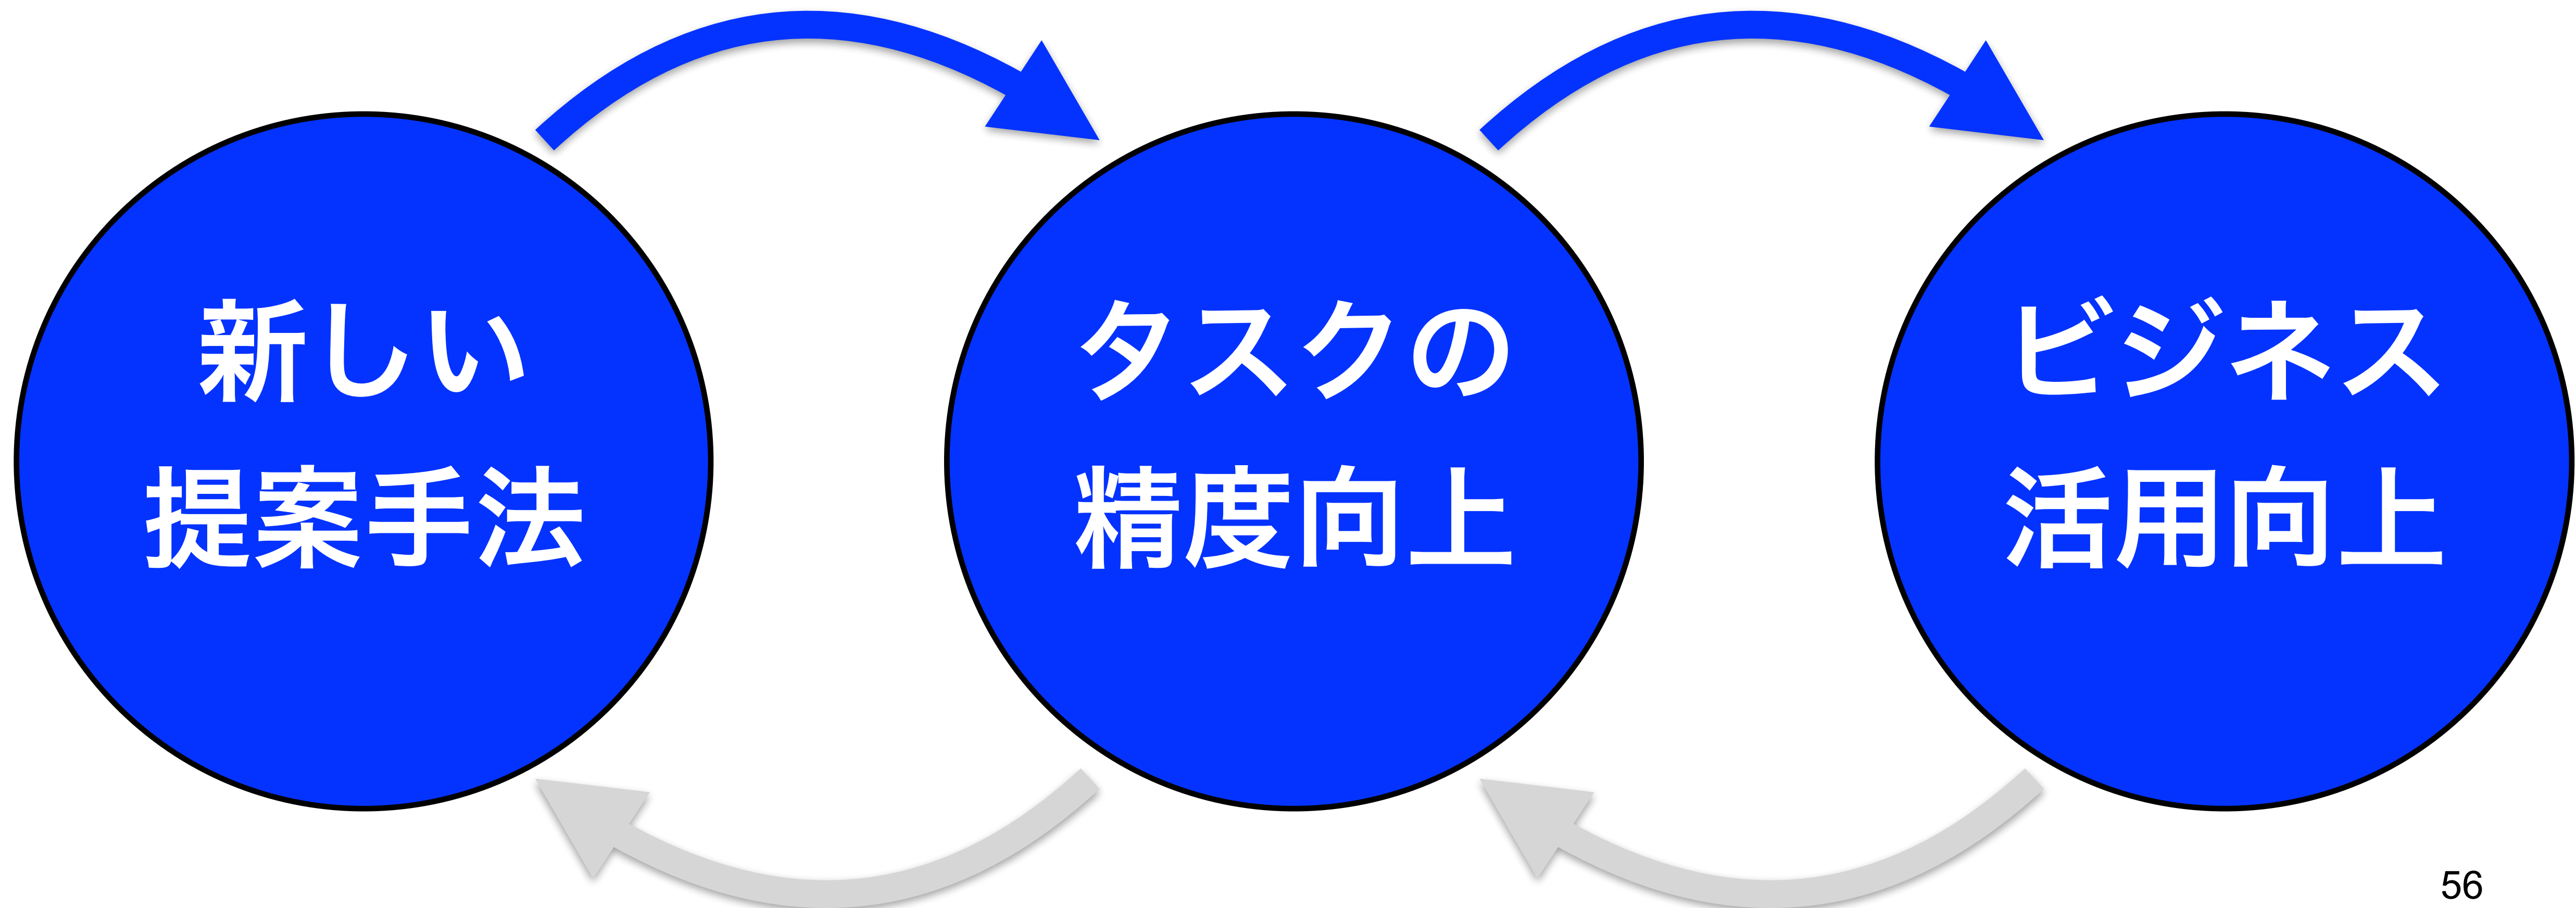 新しい
提案手法
タスクの
精度向上
ビジネス
活用向上
56